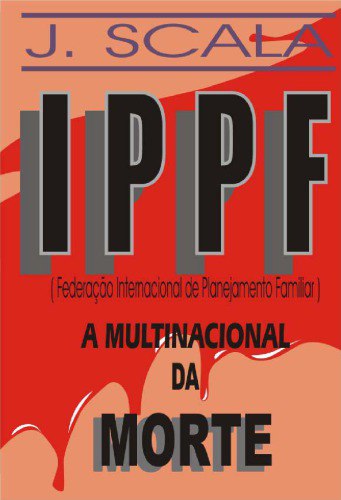 J. SCALA
IPPF
( Federação Internacional de Planejamento Familiar )
A MULTINACIONAL
DA
MORTE